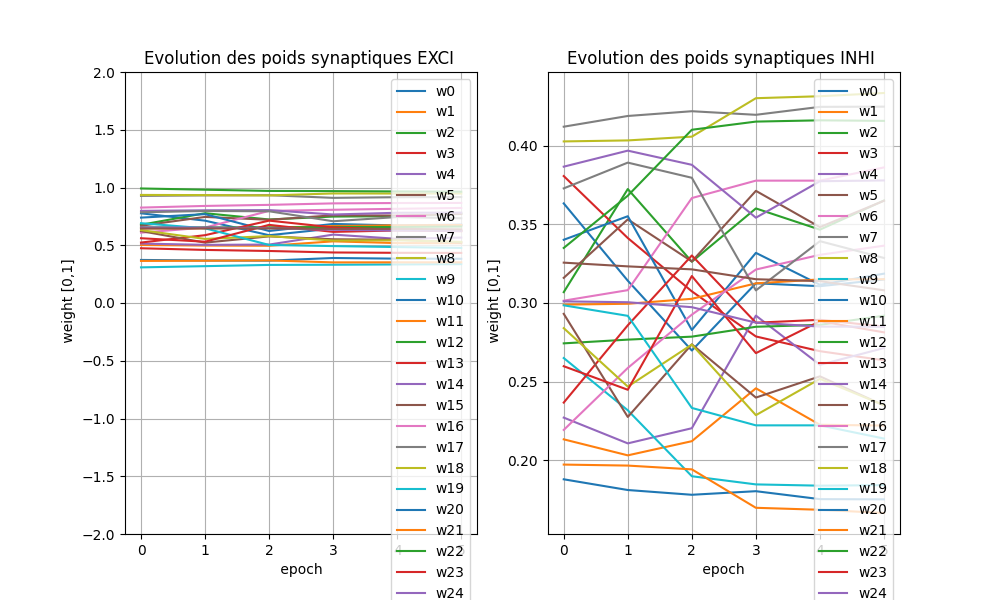 Evolution des poids synaptiques EXCI
2.0
1.5
1.0
0.5
0.0
−0.5
−1.0
−1.5
−2.0
weight [0,1]
0 1 2 3 4 5
epoch
w0
w1
w2
w3
w4
w5
w6
w7
w8
w9
w10
w11
w12
w13
w14
w15
w16
w17
w18
w19
w20
w21
w22
w23
w24
Evolution des poids synaptiques INHI
0.40
0.35
0.30
0.25
0.20
weight [0,1]
0 1 2 3 4 5
epoch
w0
w1
w2
w3
w4
w5
w6
w7
w8
w9
w10
w11
w12
w13
w14
w15
w16
w17
w18
w19
w20
w21
w22
w23
w24